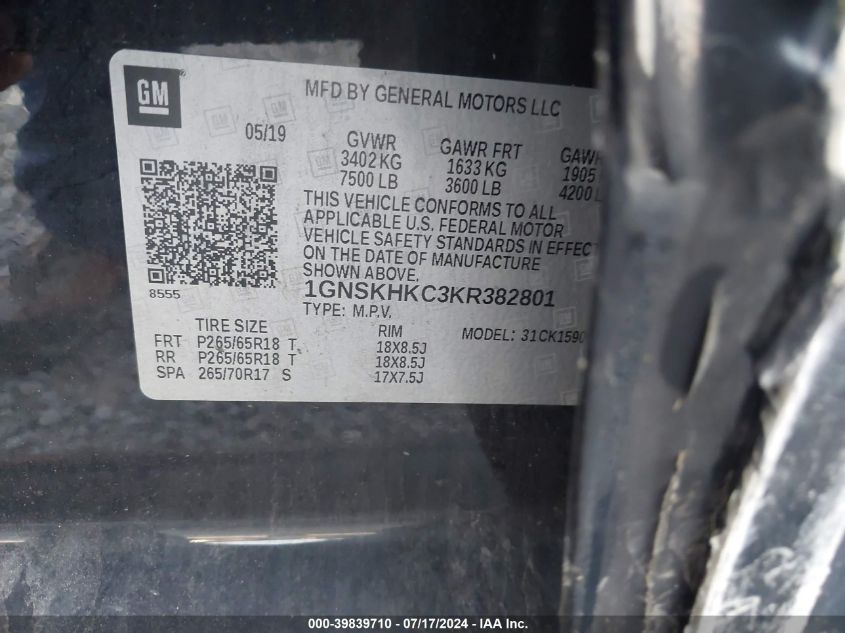 GM
MFD BY GENERAL MOTORS LLC
05/19
GVWR GAWR FRT GAWR
3402 KG 1633 KG 1905
7500 LB 3600 LB 4200 L
THIS VEHICLE CONFORMS TO ALL
APPLICABLE U.S. FEDERAL MOTOR
VEHICLE SAFETY STANDARDS IN EFFECT
ON THE DATE OF MANUFACTURE
SHOWN ABOVE.
8555
1GNSKHKC3KR382801
TYPE: M.P.V.
MODEL: 31CK1590
TIRE SIZE RIM
FRT P265/65R18 T 18X8.5J
RR P265/65R18 T 18X8.5J
SPA 265/70R17 S 17X7.5J
000-39839710 - 07/17/2024 - IAA Inc.